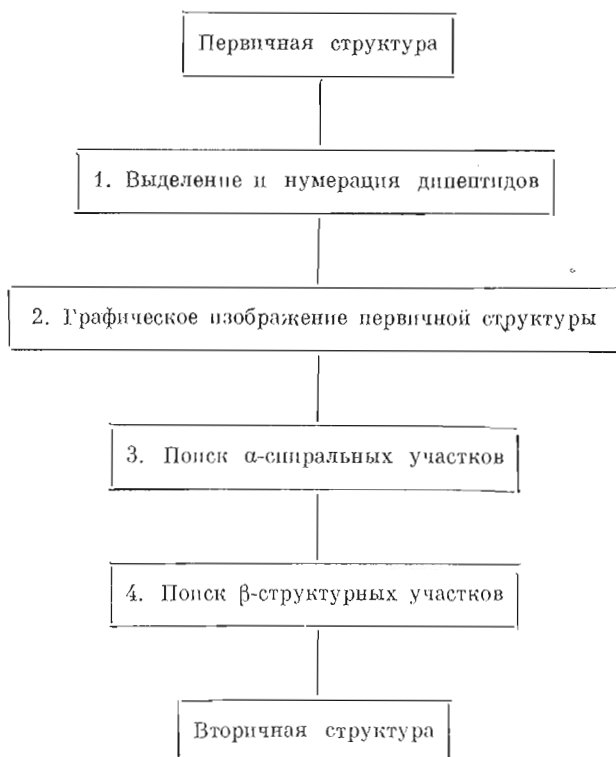 Первичная структура
1. Выделение и нумерация дипептидов
2. Графическое изображение первичной структуры
3. Поиск α-спиральных участков
4. Поиск β-структурных участков
Вторичная структура